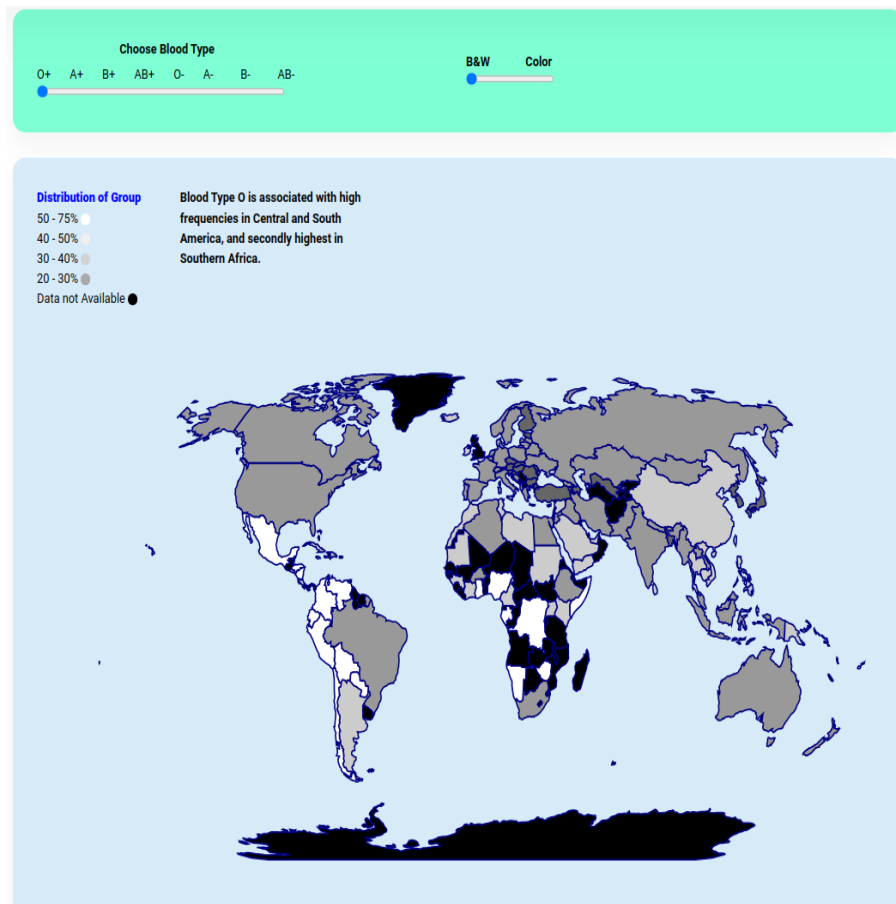 Choose Blood Type
O+ A+ B+ AB+ O- A- B- AB-
B&W Color
Distribution of Group
50 - 75%
40 - 50%
30 - 40%
20 - 30%
Data not Available
Blood Type O is associated with high
frequencies in Central and South
America, and secondly highest in
Southern Africa.